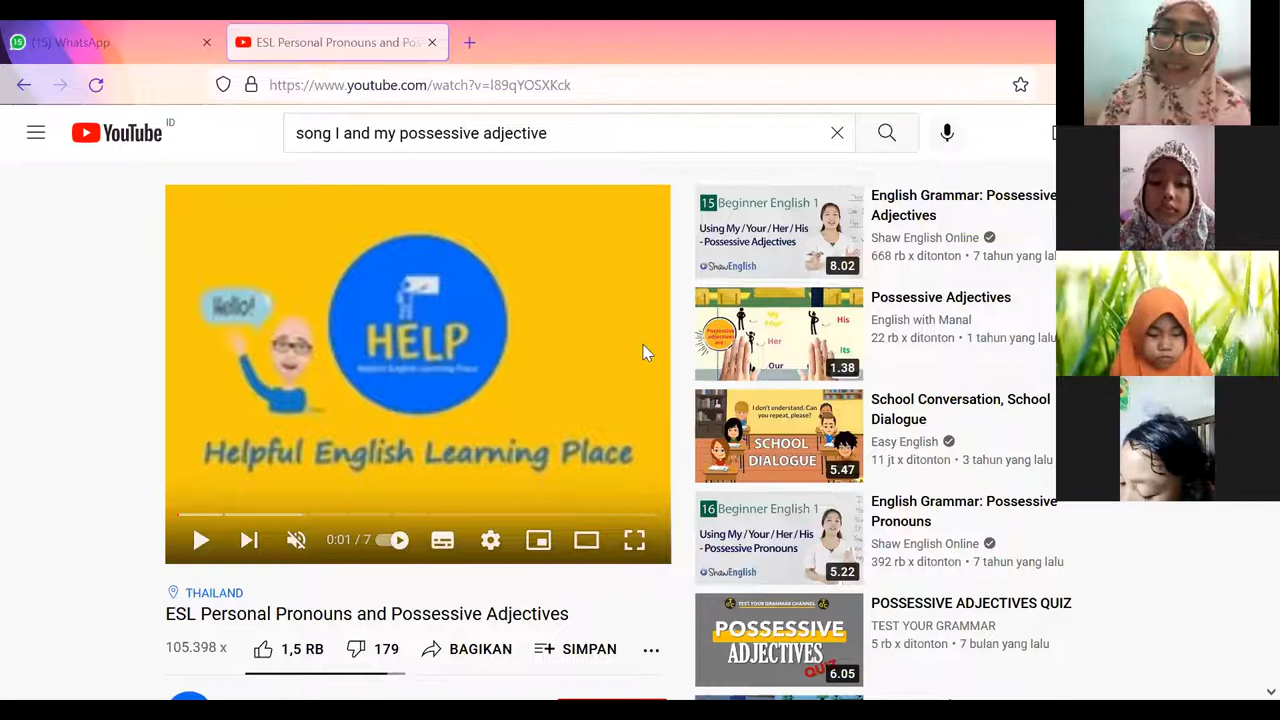 15
(15) WhatsApp
ESL Personal Pronouns and Pos
https://www.youtube.com/watch?v=I89qYOSXKck
YouTube ID
song I and my possessive adjective
Hello!
HELP
Helpful English Learning Place
0:01 / 7
THAILAND
ESL Personal Pronouns and Possessive Adjectives
105.398 x
1,5 RB
179
BAGIKAN
SIMPAN
15 Beginner English 1
Using My / Your / Her / His
- Possessive Adjectives
ShawEnglish
8.02
English Grammar: Possessive
Adjectives
Shaw English Online
668 rb x ditonton • 7 tahun yang lalu
Possessive
adjectives
are
My
Your
His
Her
Its
Our
1.38
Possessive Adjectives
English with Manal
22 rb x ditonton • 1 tahun yang lalu
I don't understand. Can
you repeat, please?
SCHOOL
DIALOGUE
5.47
School Conversation, School
Dialogue
Easy English
11 jt x ditonton • 3 tahun yang lalu
16 Beginner English 1
Using My / Your / Her / His
- Possessive Pronouns
ShawEnglish
5.22
English Grammar: Possessive
Pronouns
Shaw English Online
392 rb x ditonton • 7 tahun yang lalu
TEST YOUR GRAMMAR CHANNEL
POSSESSIVE
ADJECTIVES
QUIZ
6.05
POSSESSIVE ADJECTIVES QUIZ
TEST YOUR GRAMMAR
5 rb x ditonton • 7 bulan yang lalu